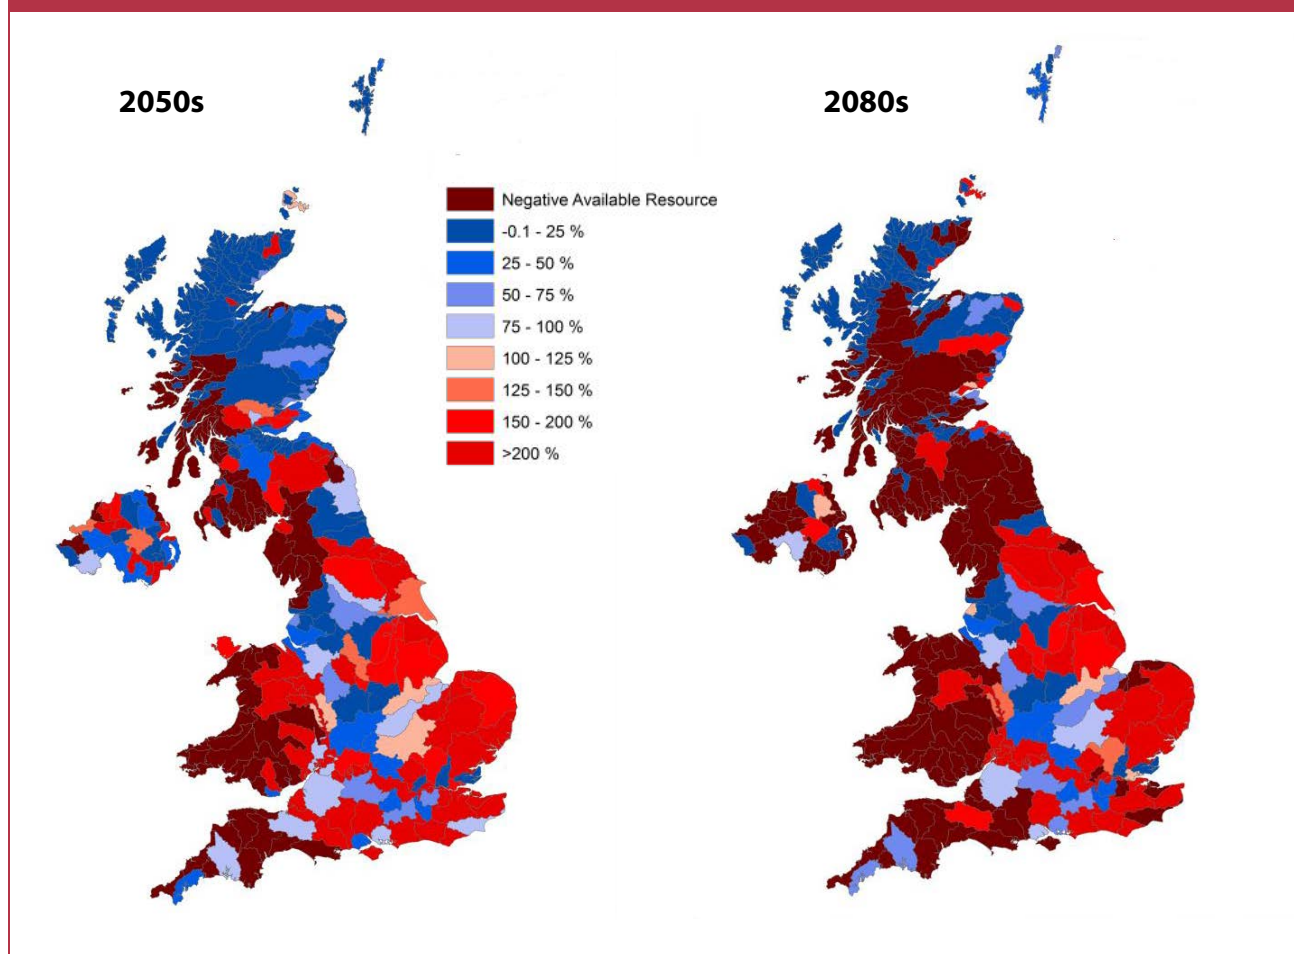 2050s
2080s
Negative Available Resource
-0.1 - 25 %
25 - 50 %
50 - 75 %
75 - 100 %
100 - 125 %
125 - 150 %
150 - 200 %
>200 %